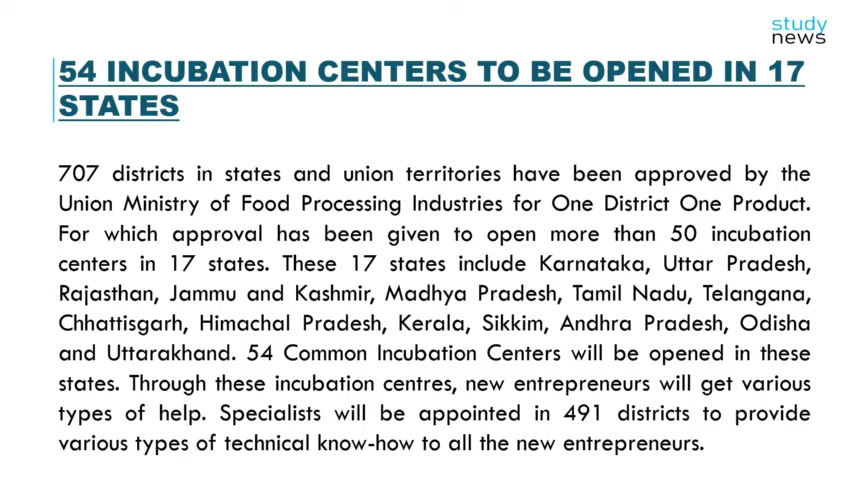 study
news
54 INCUBATION CENTERS TO BE OPENED IN 17
STATES
707 districts in states and union territories have been approved by the
Union Ministry of Food Processing Industries for One District One Product.
For which approval has been given to open more than 50 incubation
centers in 17 states. These 17 states include Karnataka, Uttar Pradesh,
Rajasthan, Jammu and Kashmir, Madhya Pradesh, Tamil Nadu, Telangana,
Chhattisgarh, Himachal Pradesh, Kerala, Sikkim, Andhra Pradesh, Odisha
and Uttarakhand. 54 Common Incubation Centers will be opened in these
states. Through these incubation centres, new entrepreneurs will get various
types of help. Specialists will be appointed in 491 districts to provide
various types of technical know-how to all the new entrepreneurs.